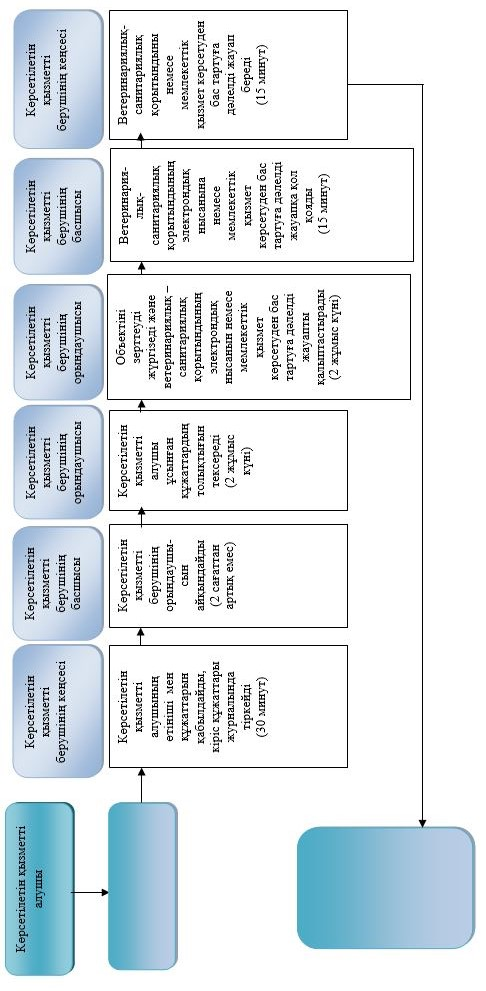 Көрсетілетін қызметті
алушы
Көрсетілетін
қызметті
берушінің кеңсесі
Көрсетілетін
қызметті
алушының
өтініші мен
құжаттарын
қабылдайды,
кіріс құжаттары
журналында
тіркейді
(30 минут)
Көрсетілетін
қызметті
берушінің
басшысы
Көрсетілетін
қызметті
берушінің
орындаушы-
сын
айқындайды
(2 сағаттан
артық емес)
Көрсетілетін
қызметті
берушінің
орындаушысы
Көрсетілетін
қызметті
алушы
ұсынған
құжаттардың
толықтығын
тексереді
(2 жұмыс
күні)
Көрсетілетін
қызметті
берушінің
орындаушысы
Объектіні
зерттеуді
жүргізеді және
ветеринариялық –
санитариялық
қорытындының
электрондық
нысанын немесе
мемлекеттік
қызмет
көрсетуден бас
тартуға дәлелді
жауапты
қалыптастырады
(2 жұмыс күні)
Көрсетілетін
қызметті
берушінің
басшысы
Ветеринария-
лық-
санитариялық
қорытындының
электрондық
нысанына
немесе
мемлекеттік
қызмет
көрсетуден бас
тартуға дәлелді
жауапқа қол
қояды
(15 минут)
Көрсетілетін
қызметті
берушінің кеңсесі
Ветеринариялық-
санитариялық
қорытындыны
немесе
мемлекеттік
қызмет көрсетуден
бас тартуға
дәлелді жауап
береді
(15 минут)